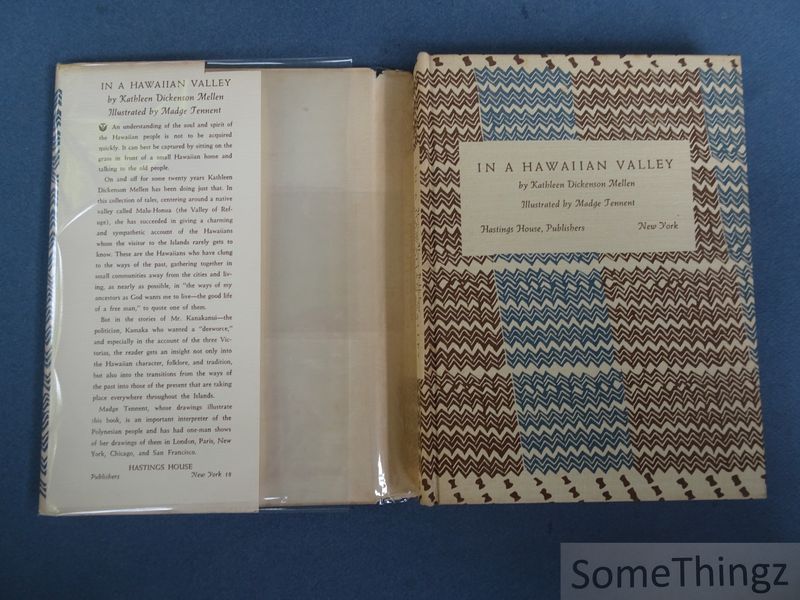 IN A HAWAIIAN VALLEY
by Kathleen Dickenson Mellen
Illustrated by Madge Tennent
An understanding of the soul and spirit of
the Hawaiian people is not to be acquired
quickly. It can best be captured by sitting on the
grass in front of a small Hawaiian home and
talking to the old people.
On and off for some twenty years Kathleen
Dickenson Mellen has been doing just that. In
this collection of tales, centering around a native
valley called Malu-Honua (the Valley of Ref-
uge), she has succeeded in giving a charming
and sympathetic account of the Hawaiians
whom the visitor to the Islands rarely gets to
know. These are the Hawaiians who have clung
to the ways of the past, gathering together in
small communities away from the cities and liv-
ing, as nearly as possible, in "the ways of my
ancestors as God wants me to live—the good life
of a free man," to quote one of them.
But in the stories of Mr. Kanakanui—the
politician, Kamaka who wanted a "deeworce,"
and especially in the account of the three Vic-
torias, the reader gets an insight not only into
the Hawaiian character, folklore, and tradition,
but also into the transitions from the ways of
the past into those of the present that are taking
place everywhere throughout the Islands.
Madge Tennent, whose drawings illustrate
this book, is an important interpreter of the
Polynesian people and has had one-man shows
of her drawings of them in London, Paris, New
York, Chicago, and San Francisco.
HASTINGS HOUSE
Publishers New York 18
IN A HAWAIIAN VALLEY
by Kathleen Dickenson Mellen
Illustrated by Madge Tennent
Hastings House, Publishers New York
SomeThingz